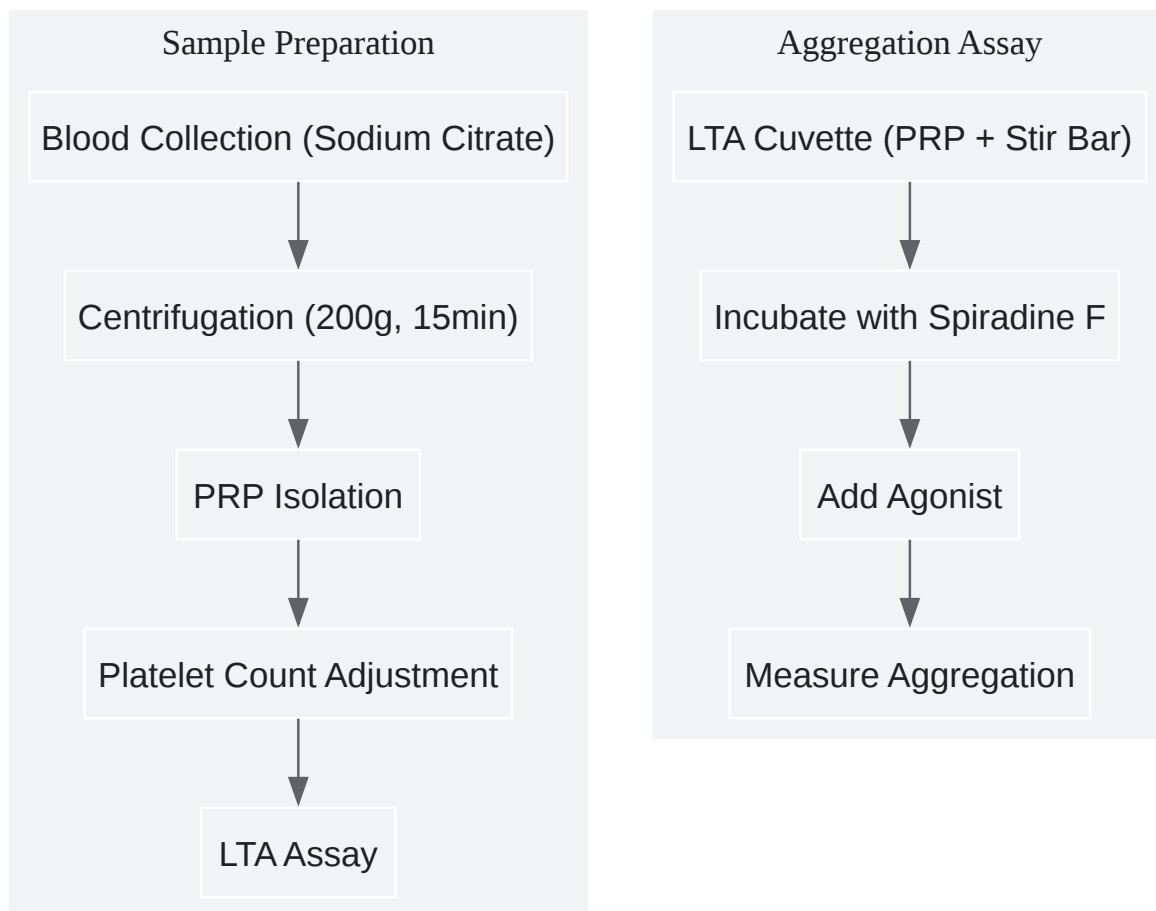 Sample Preparation
Blood Collection (Sodium Citrate)
Centrifugation (200g, 15min)
PRP Isolation
Platelet Count Adjustment
LTA Assay
Aggregation Assay
LTA Cuvette (PRP + Stir Bar)
Incubate with Spiradine F
Add Agonist
Measure Aggregation